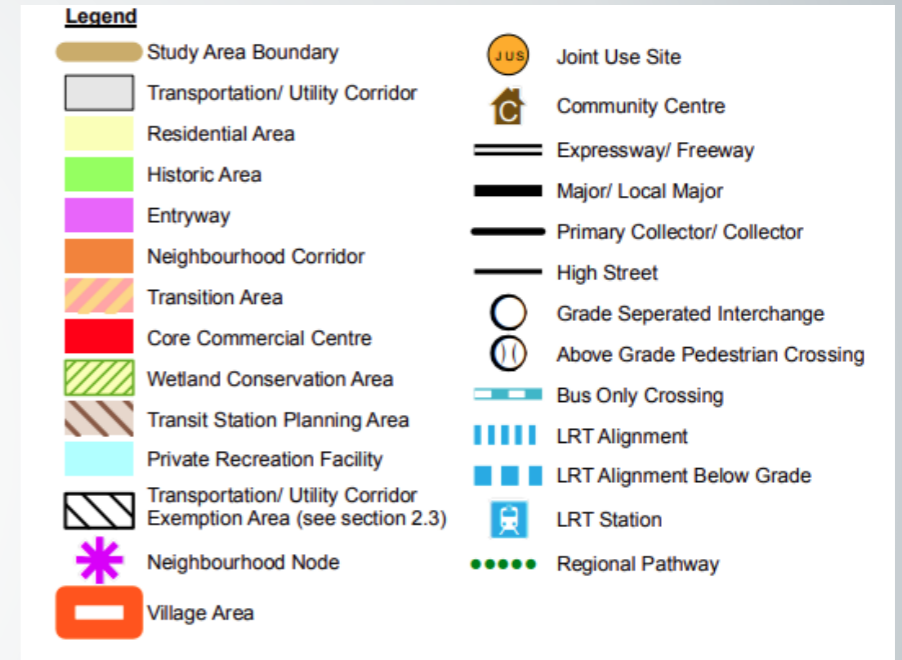 Legend
Study Area Boundary
Transportation/ Utility Corridor
Residential Area
Historic Area
Entryway
Neighbourhood Corridor
Transition Area
Core Commercial Centre
Wetland Conservation Area
Transit Station Planning Area
Private Recreation Facility
Transportation/ Utility Corridor
Exemption Area (see section 2.3)
Neighbourhood Node
Village Area
JUS
Joint Use Site
C
Community Centre
Expressway/ Freeway
Major/ Local Major
Primary Collector/ Collector
High Street
Grade Seperated Interchange
Above Grade Pedestrian Crossing
Bus Only Crossing
LRT Alignment
LRT Alignment Below Grade
LRT Station
Regional Pathway